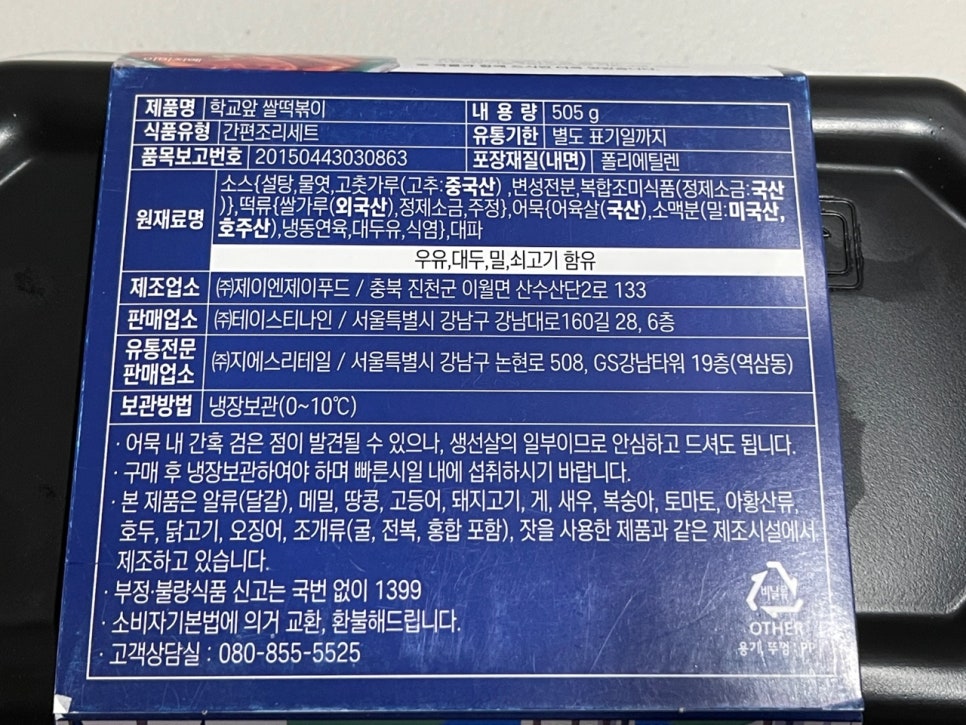 제품명 학교앞 쌀떡볶이 내 용 량 505 g
식품유형 간편조리세트 유통기한 별도 표기일까지
품목보고번호 20150443030863 포장재질(내면) 폴리에틸렌
원재료명
소스{설탕,물엿,고춧가루(고추:중국산),변성전분,복합조미식품(정제소금:국산
)},떡류{쌀가루(외국산),정제소금,주정},어묵{어육살(국산),소맥분(밀:미국산,
호주산),냉동연육,대두유,식염},대파
우유,대두,밀,쇠고기 함유
제조업소 ㈜제이엔제이푸드 / 충북 진천군 이월면 산수산단2로 133
판매업소 ㈜테이스티나인 / 서울특별시 강남구 강남대로160길 28, 6층
유통전문
판매업소
㈜지에스리테일 / 서울특별시 강남구 논현로 508, GS강남타워 19층(역삼동)
보관방법 냉장보관(0~10℃)
· 어묵 내 간혹 검은 점이 발견될 수 있으나, 생선살의 일부이므로 안심하고 드셔도 됩니다.
· 구매 후 냉장보관하여야 하며 빠른시일 내에 섭취하시기 바랍니다.
· 본 제품은 알류(달걀), 메밀, 땅콩, 고등어, 돼지고기, 게, 새우, 복숭아, 토마토, 아황산류,
호두, 닭고기, 오징어, 조개류(굴, 전복, 홍합 포함), 잣을 사용한 제품과 같은 제조시설에서
제조하고 있습니다.
· 부정·불량식품 신고는 국번 없이 1399
· 소비자기본법에 의거 교환, 환불해드립니다.
· 고객상담실 : 080-855-5525
비닐류
OTHER
용기, 뚜껑 : PP